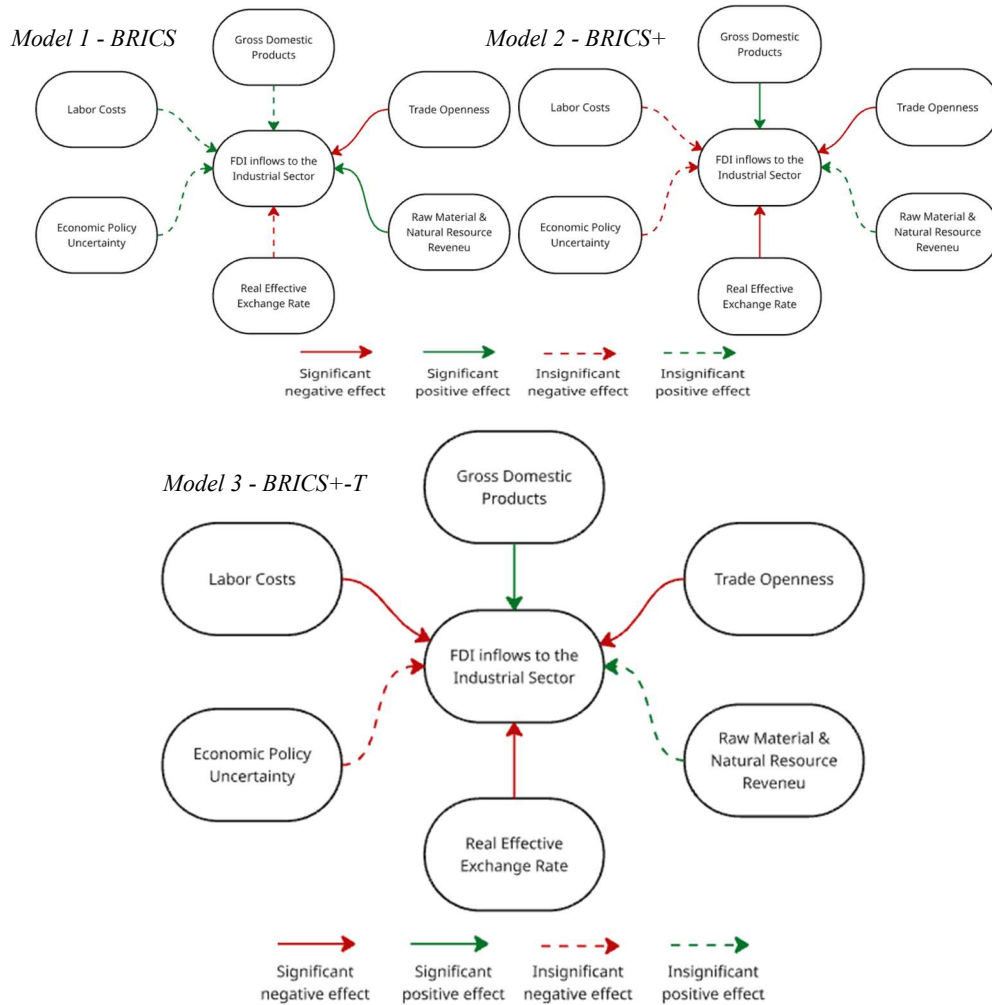 Model 1 - BRICS
Gross Domestic
Products
Labor Costs
Trade Openness
FDI inflows to the
Industrial Sector
Economic Policy
Uncertainty
Raw Material &
Natural Resource
Reveneu
Real Effective
Exchange Rate
Model 2 - BRICS+
Gross Domestic
Products
Labor Costs
Trade Openness
FDI inflows to the
Industrial Sector
Economic Policy
Uncertainty
Raw Material &
Natural Resource
Reveneu
Real Effective
Exchange Rate
Significant
negative effect
Significant
positive effect
Insignificant
negative effect
Insignificant
positive effect
Model 3 - BRICS+-T
Gross Domestic
Products
Labor Costs
Trade Openness
FDI inflows to the
Industrial Sector
Economic Policy
Uncertainty
Raw Material &
Natural Resource
Reveneu
Real Effective
Exchange Rate
Significant
negative effect
Significant
positive effect
Insignificant
negative effect
Insignificant
positive effect